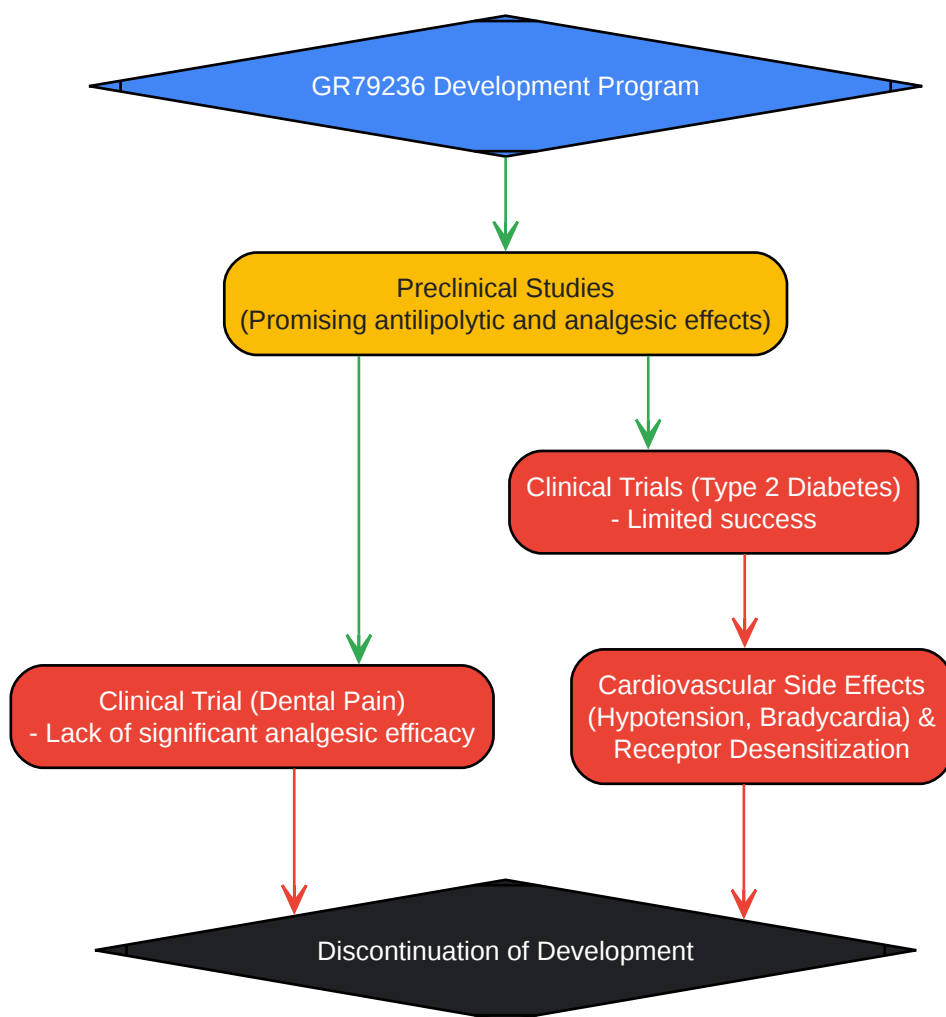 GR79236 Development Program
Preclinical Studies
(Promising antilipolytic and analgesic effects)
Clinical Trials (Type 2 Diabetes)
- Limited success
Clinical Trial (Dental Pain)
- Lack of significant analgesic efficacy
Cardiovascular Side Effects
(Hypotension, Bradycardia) &
Receptor Desensitization
Discontinuation of Development